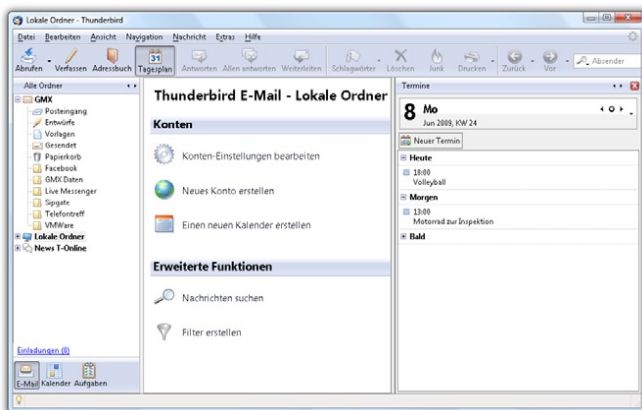 Lokale Ordner - Thunderbird
Datei Bearbeiten Ansicht Navigation Nachricht Extras Hilfe
Abrufen Verfassen Adressbuch Tagesplan Antworten Allen antworten Weiterleiten Schlagwörter Löschen Junk Drucken Zurück Vor Absender
31
Alle Ordner
GMX
Posteingang
Entwürfe
Vorlagen
Gesendet
Papierkorb
Facebook
GMX Daten
Live Messenger
Sipgate
Telefontreff
VMWare
Lokale Ordner
News T-Online
Einladungen (0)
E-Mail Kalender Aufgaben
Thunderbird E-Mail - Lokale Ordner
Konten
Konten-Einstellungen bearbeiten
Neues Konto erstellen
Einen neuen Kalender erstellen
Erweiterte Funktionen
Nachrichten suchen
Filter erstellen
Termine
8 Mo
Jun 2009, KW 24
Neuer Termin
Heute
18:00
Volleyball
Morgen
13:00
Motorrad zur Inspektion
Bald